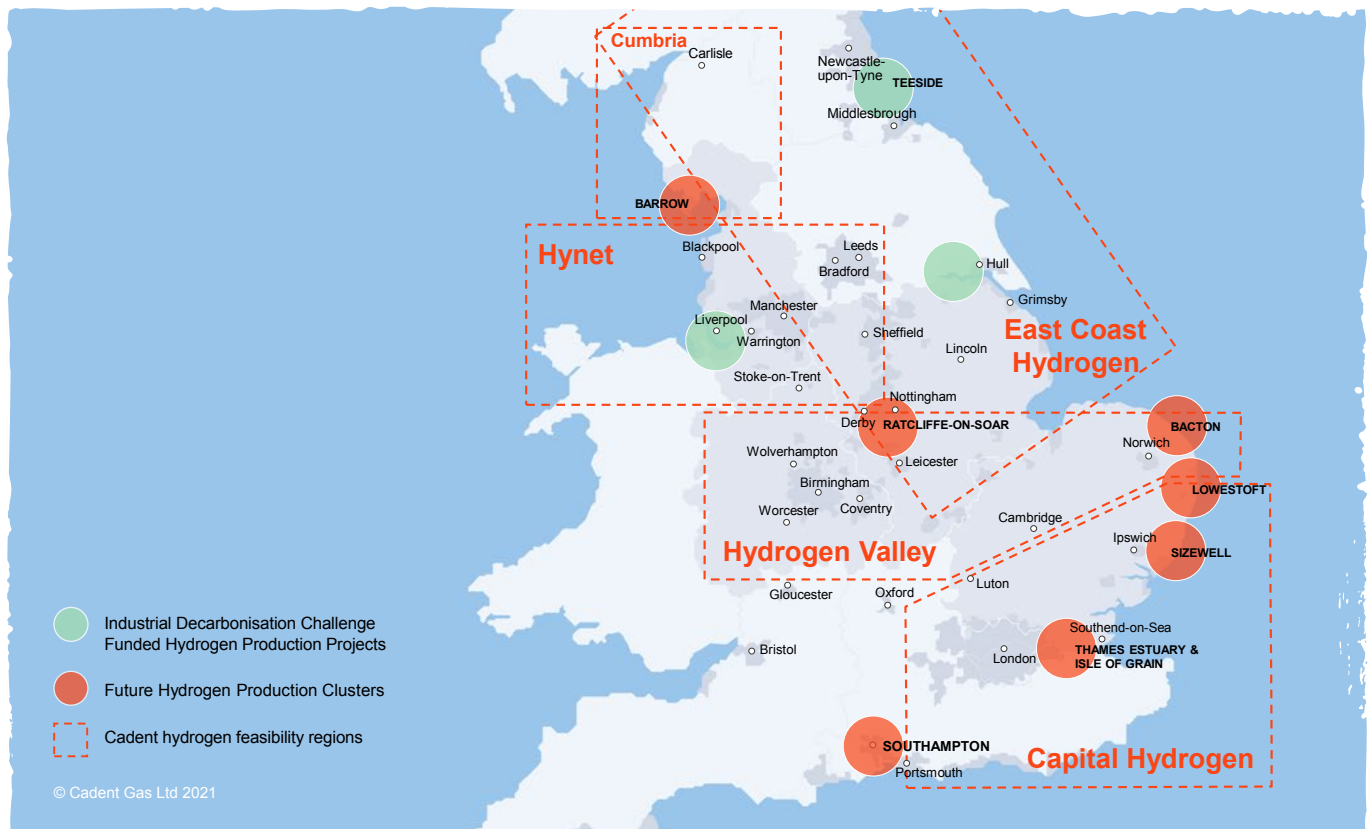 Cumbria
Carlisle
Newcastle-
upon-Tyne
TEESIDE
Middlesbrough
BARROW
Hynet
Blackpool
Leeds
Bradford
Hull
Grimsby
Manchester
Liverpool
Warrington
Sheffield
East Coast
Hydrogen
Lincoln
Stoke-on-Trent
Nottingham
Derby
RATCLIFFE-ON-SOAR
BACTON
Norwich
Wolverhampton
Leicester
Birmingham
LOWESTOFT
Worcester
Coventry
Cambridge
Hydrogen Valley
Ipswich
SIZEWELL
Luton
Gloucester
Oxford
Southend-on-Sea
Bristol
London
THAMES ESTUARY &
ISLE OF GRAIN
SOUTHAMPTON
Portsmouth
Capital Hydrogen
Industrial Decarbonisation Challenge
Funded Hydrogen Production Projects
Future Hydrogen Production Clusters
Cadent hydrogen feasibility regions
© Cadent Gas Ltd 2021